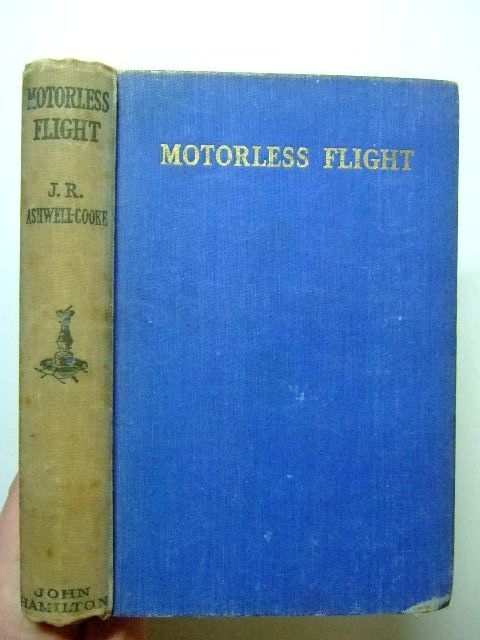 MOTORLESS
FLIGHT
J. R.
ASHWELL-COOKE
JOHN
HAMILTON
MOTORLESS FLIGHT